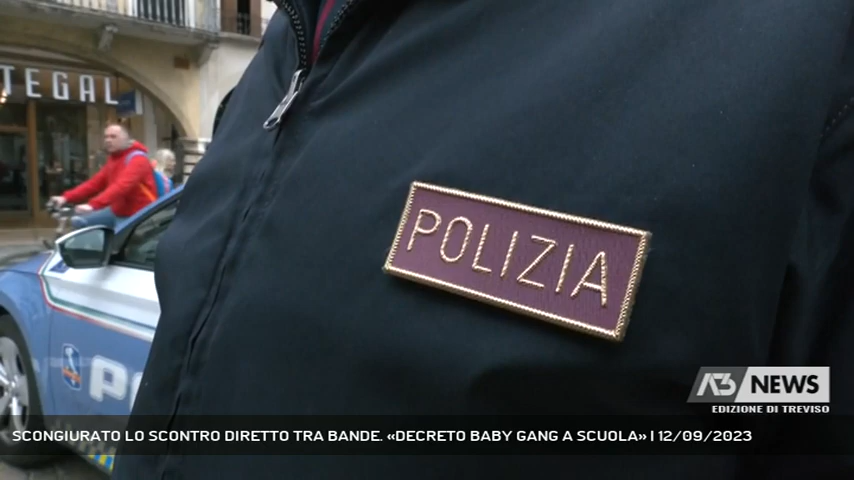 TEGAL
POLIZIA
PO
A3 NEWS
EDIZIONE DI TREVISO
SCONGIURATO LO SCONTRO DIRETTO TRA BANDE. «DECRETO BABY GANG A SCUOLA» | 12/09/2023